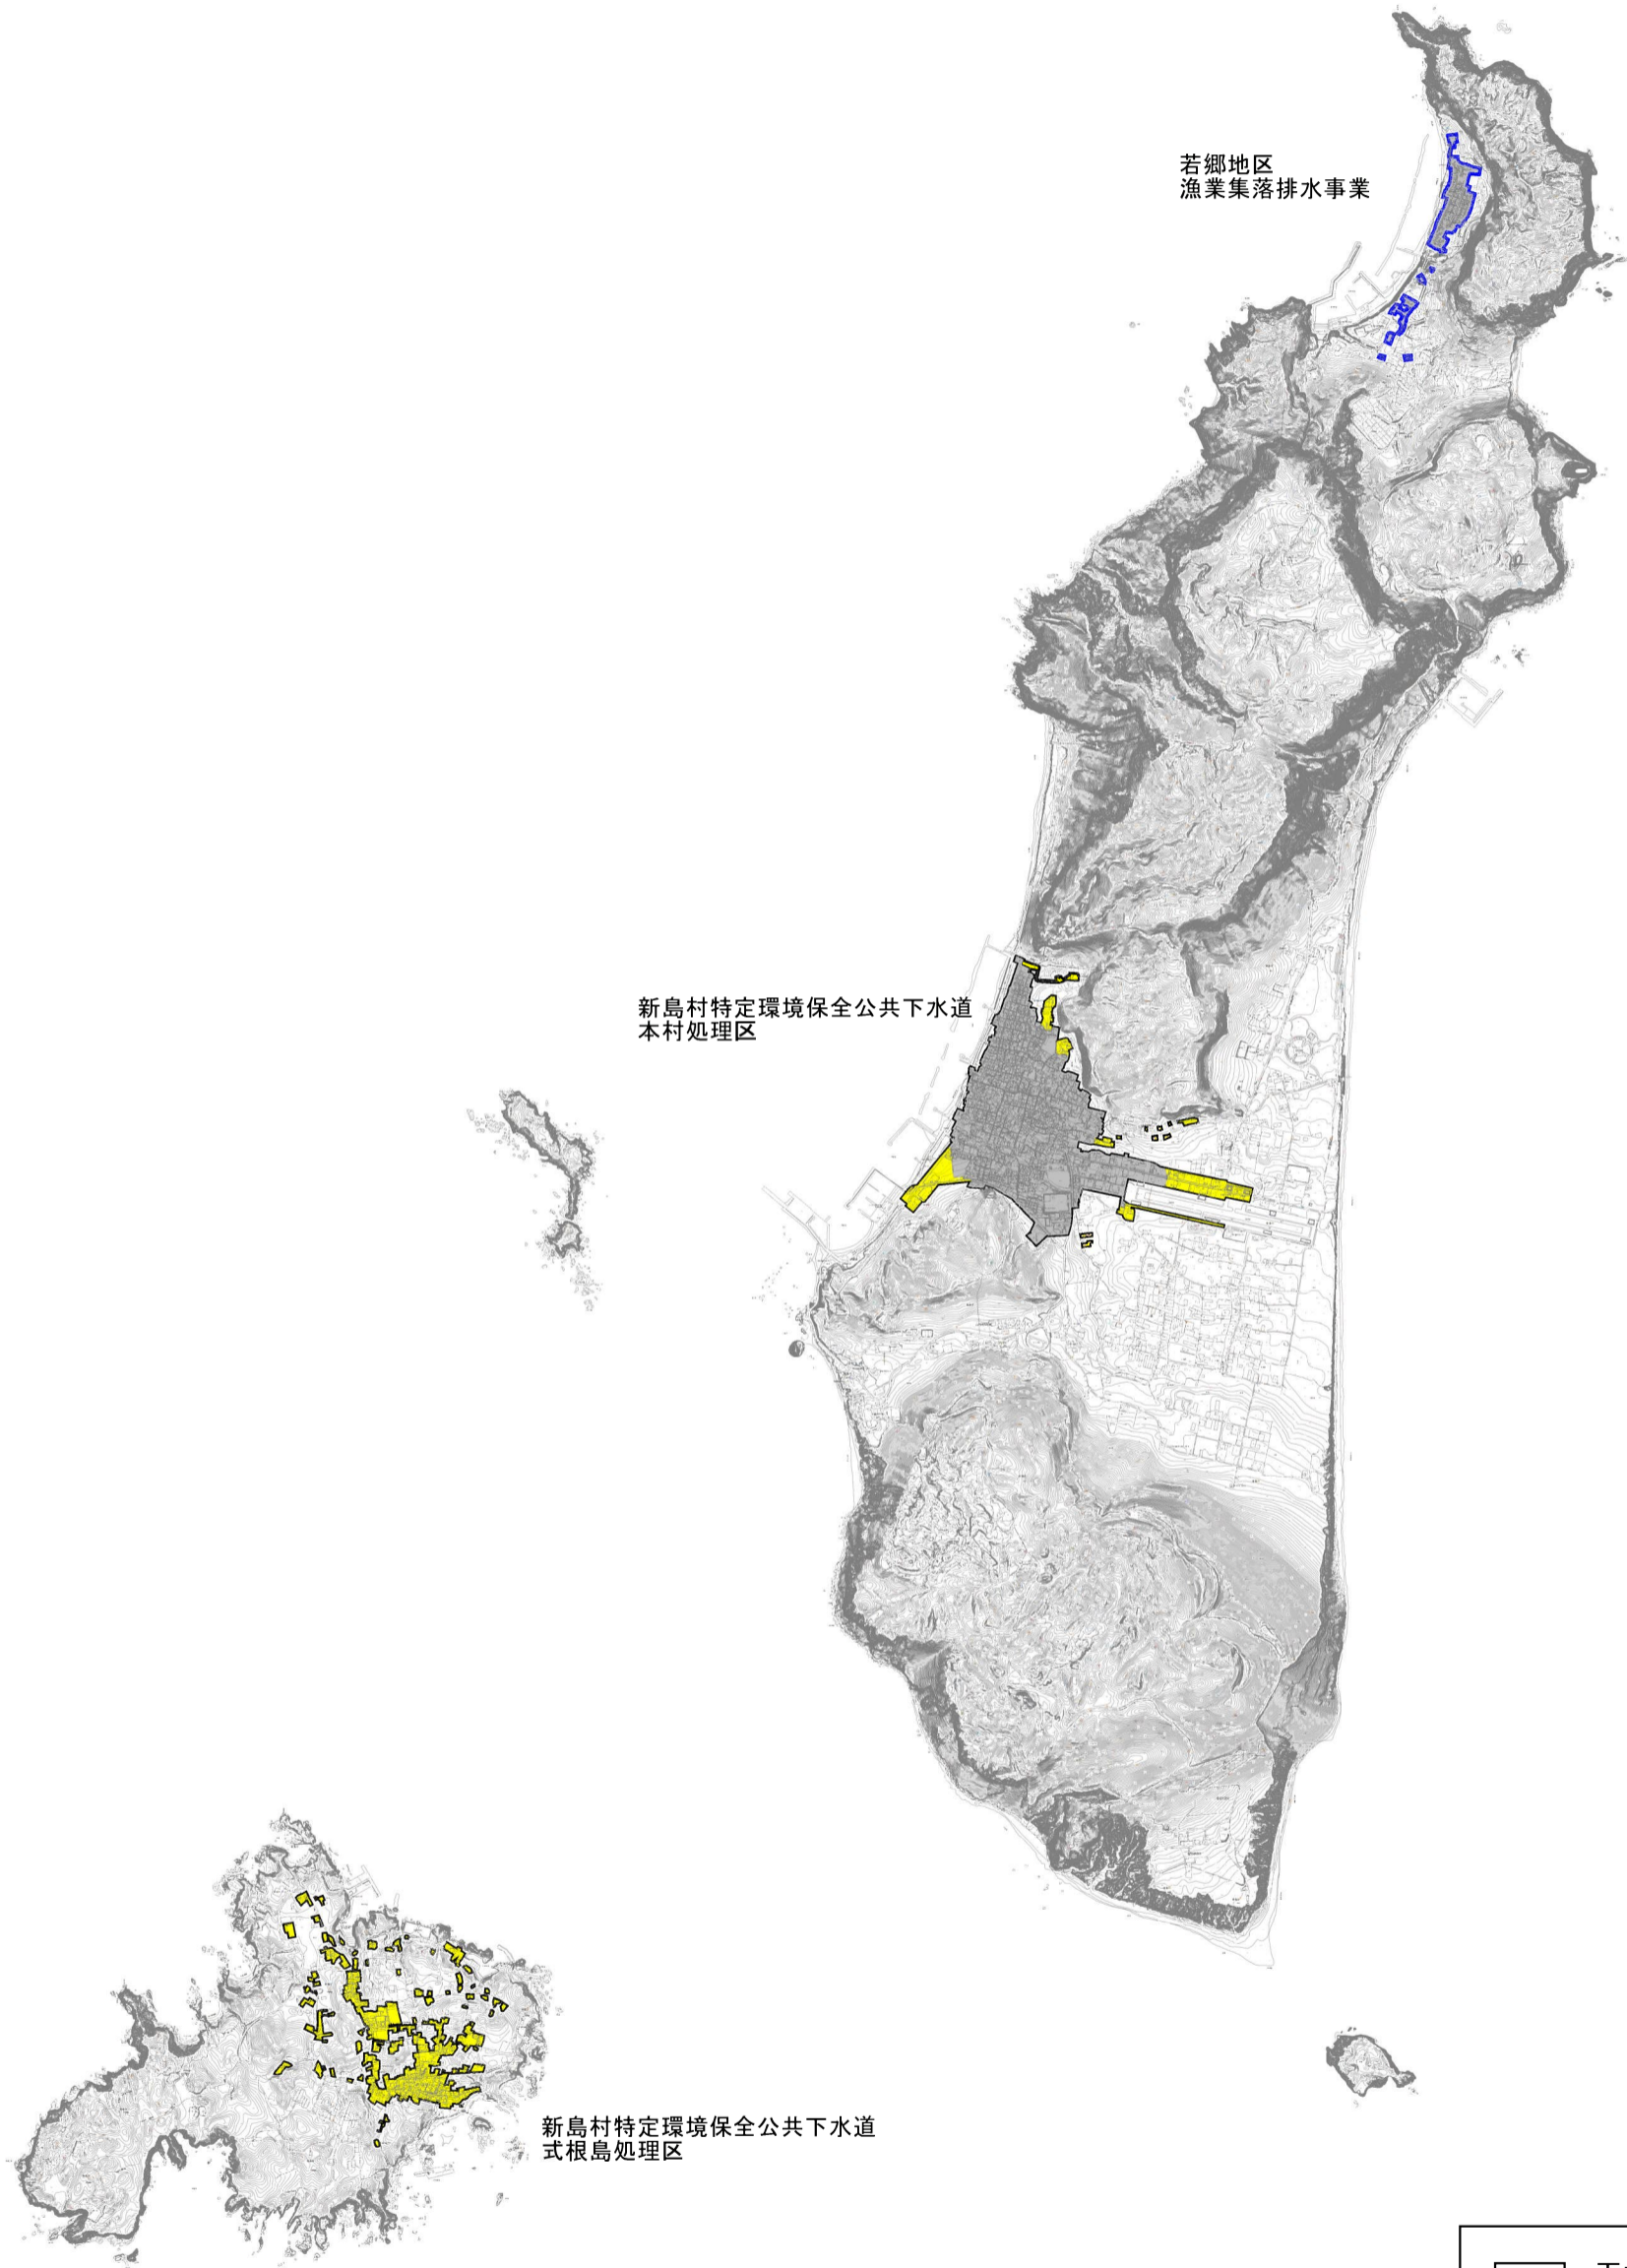 若郷地区
漁業集落排水事業
新島村特定環境保全公共下水道
本村処理区
新島村特定環境保全公共下水道
式根島処理区